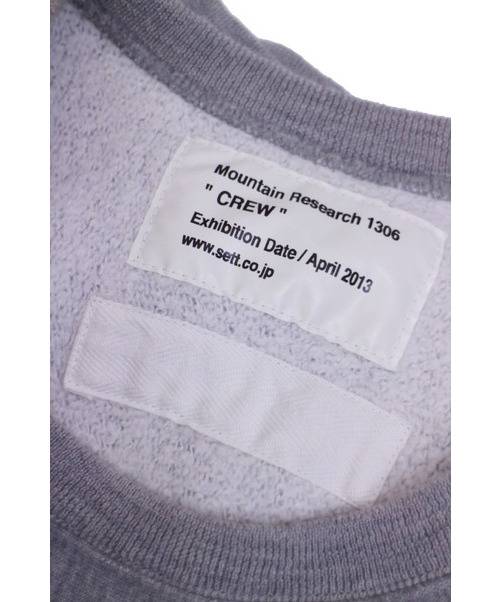 Mountain Research 1306
" CREW "
Exhibition Date / April 2013
www.sett.co.jp